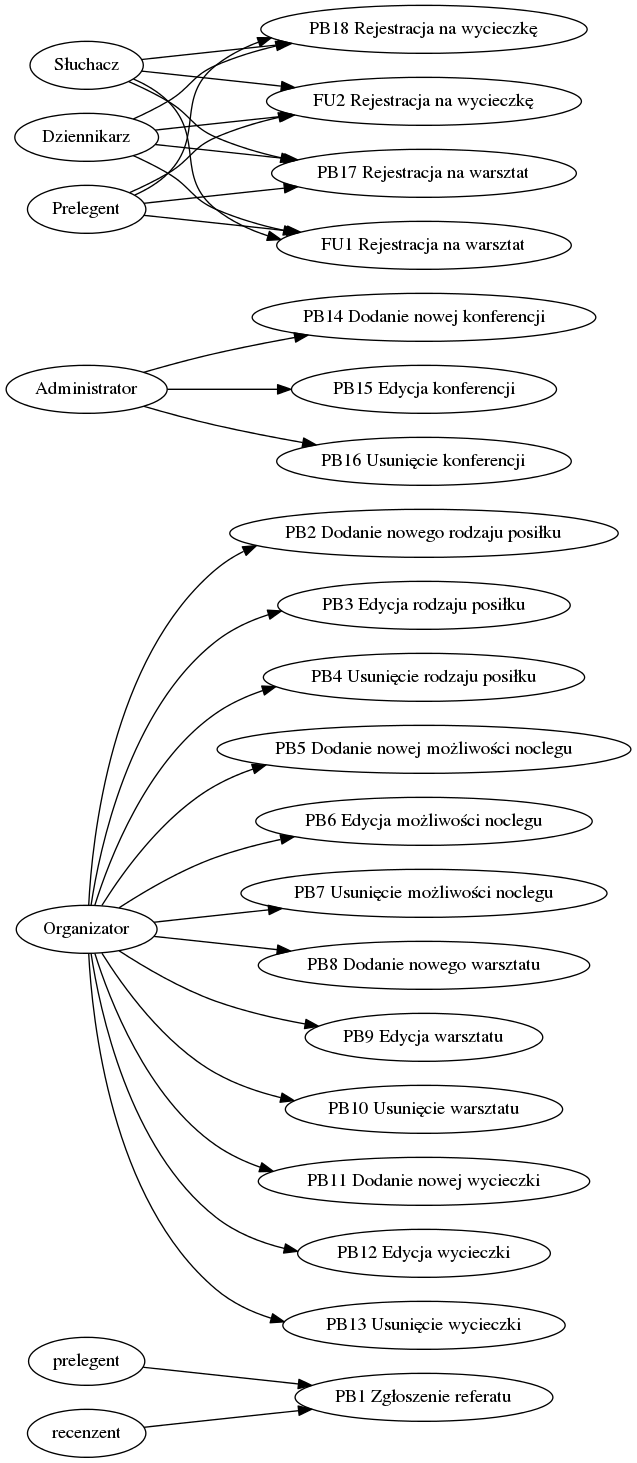 PB18 Rejestracja na wycieczkę
Słuchacz
FU2 Rejestracja na wycieczkę
Dziennikarz
PB17 Rejestracja na warsztat
Prelegent
FU1 Rejestracja na warsztat
PB14 Dodanie nowej konferencji
Administrator
PB15 Edycja konferencji
PB16 Usunięcie konferencji
PB2 Dodanie nowego rodzaju posiłku
PB3 Edycja rodzaju posiłku
PB4 Usunięcie rodzaju posiłku
PB5 Dodanie nowej możliwości noclegu
PB6 Edycja możliwości noclegu
PB7 Usunięcie możliwości noclegu
Organizator
PB8 Dodanie nowego warsztatu
PB9 Edycja warsztatu
PB10 Usunięcie warsztatu
PB11 Dodanie nowej wycieczki
PB12 Edycja wycieczki
PB13 Usunięcie wycieczki
prelegent
PB1 Zgłoszenie referatu
recenzent